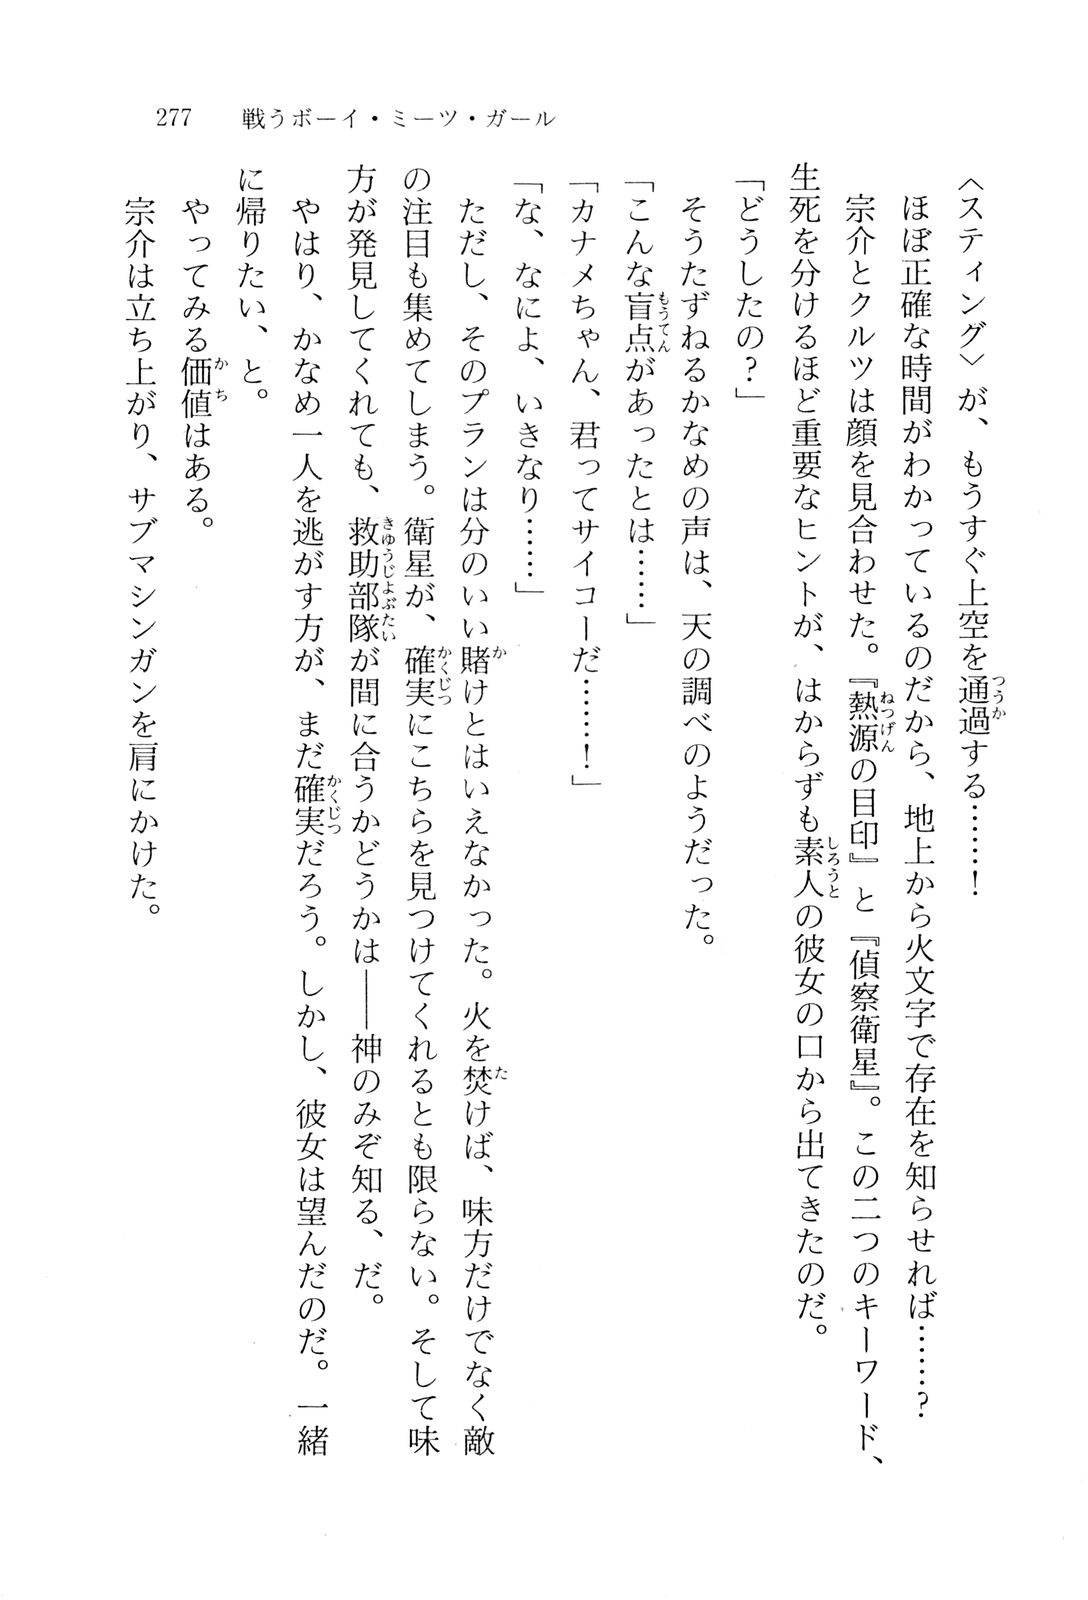 277　戦うボーイ・ミーツ・ガール
〈スティング〉が、もうすぐ上空を通過する……！
ほぼ正確な時間がわかっているのだから、地上から火文字で存在を知らせれば……？
宗介とクルツは顔を見合わせた。『熱源の目印』と『偵察衛星』。この二つのキーワード、
生死を分けるほど重要なヒントが、はからずも素人の彼女の口から出てきたのだ。
「どうしたの？」
そうたずねるかなめの声は、天の調べのようだった。
「こんな盲点があったとは……」
「カナメちゃん、君ってサイコーだ……！」
「な、なによ、いきなり……」
ただし、そのプランは分のいい賭けとはいえなかった。火を焚けば、味方だけでなく敵
の注目も集めてしまう。衛星が、確実にこちらを見つけてくれるとも限らない。そして味
方が発見してくれても、救助部隊が間に合うかどうかは――神のみぞ知る、だ。
やはり、かなめ一人を逃がす方が、まだ確実だろう。しかし、彼女は望んだのだ。一緒
に帰りたい、と。
やってみる価値はある。
宗介は立ち上がり、サブマシンガンを肩にかけた。